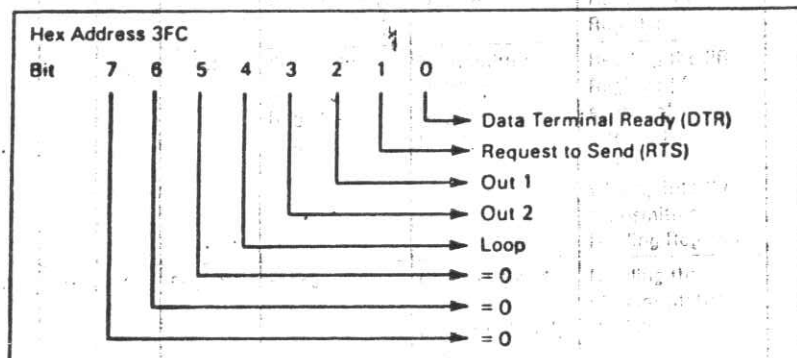 Hex Address 3FC
Bit 7 6 5 4 3 2 1 0
Data Terminal Ready (DTR)
Request to Send (RTS)
Out 1
Out 2
Loop
= 0
= 0
= 0